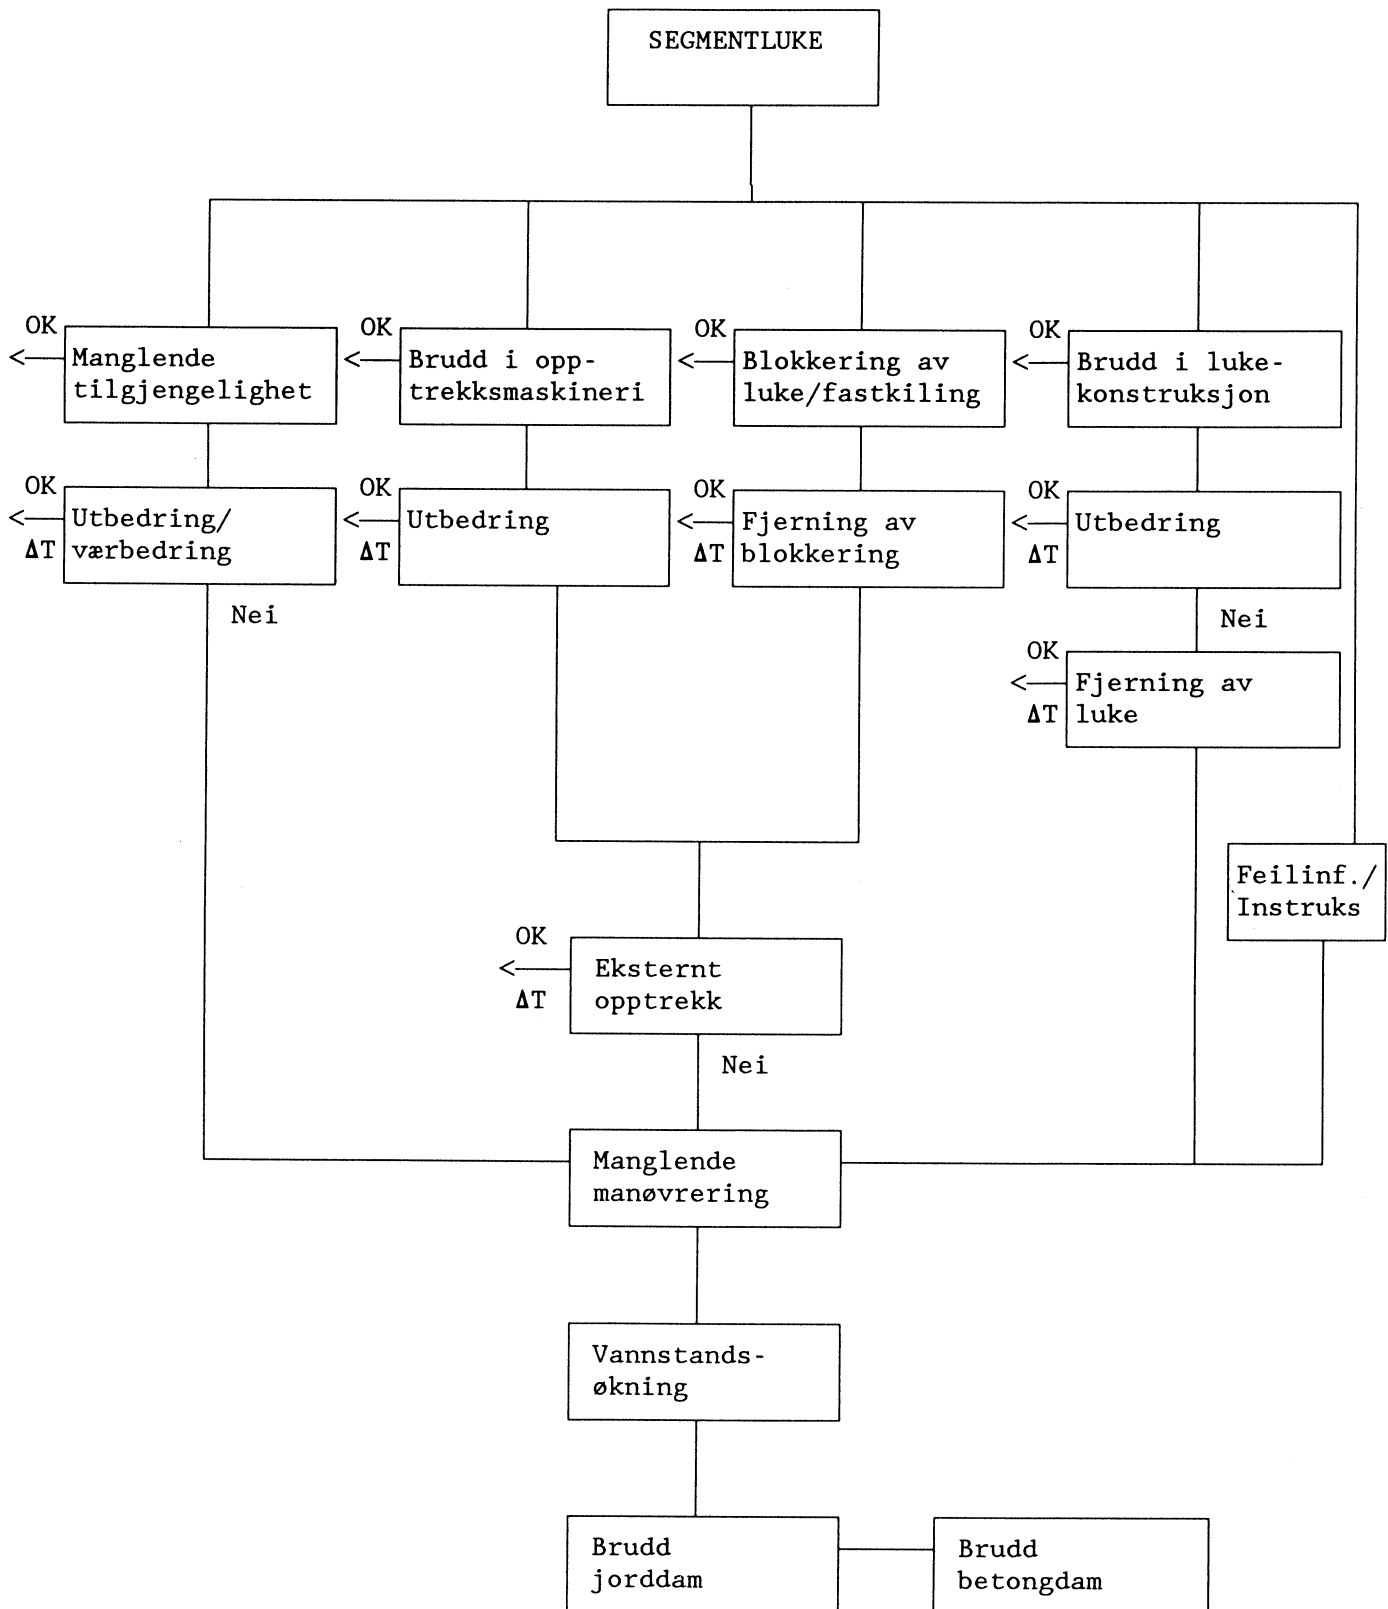 SEGMENTLUKE
OK
Manglende
tilgjengelighet
OK
Brudd i opp-
trekksmaskineri
OK
Blokkering av
luke/fastkiling
OK
Brudd i luke-
konstruksjon
OK
ΔT
Utbedring/
værbedring
Nei
OK
ΔT
Utbedring
OK
ΔT
Fjerning av
blokkering
OK
ΔT
Utbedring
Nei
OK
ΔT
Fjerning av
luke
Feilinf./
Instruks
OK
ΔT
Eksternt
opptrekk
Nei
Manglende
manøvrering
Vannstands-
økning
Brudd
jorddam
Brudd
betongdam